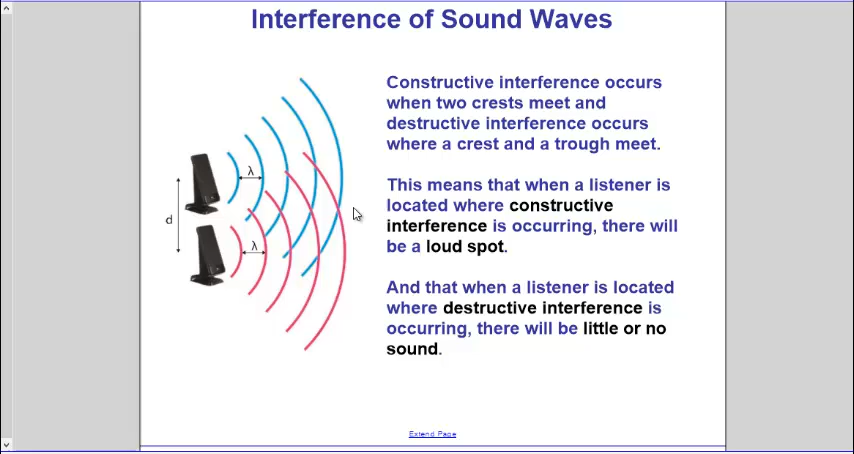 Interference of Sound Waves
Constructive interference occurs
when two crests meet and
destructive interference occurs
where a crest and a trough meet.
This means that when a listener is
located where constructive
interference is occurring, there will
be a loud spot.
And that when a listener is located
where destructive interference is
occurring, there will be little or no
sound.
λ
d
λ
Extend Page